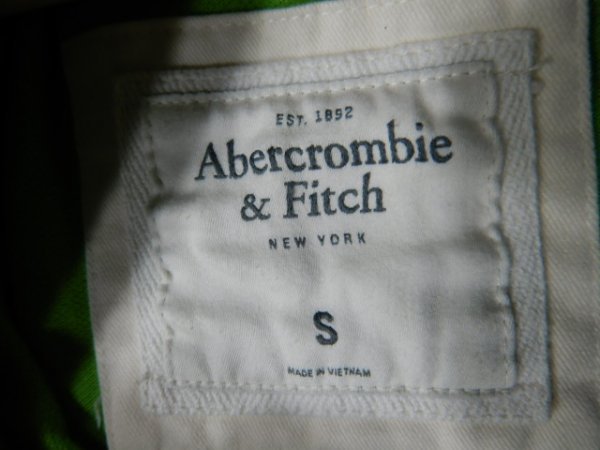 EST. 1892
Abercrombie
& Fitch
NEW YORK
S
MADE IN VIETNAM